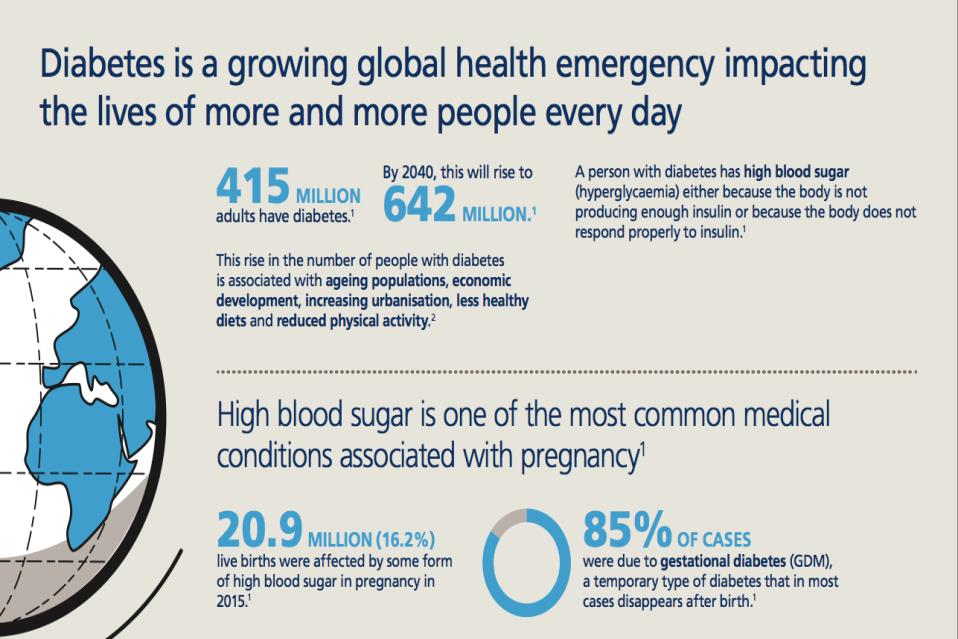 Diabetes is a growing global health emergency impacting
the lives of more and more people every day
415 MILLION
adults have diabetes.¹
By 2040, this will rise to
642 MILLION.¹
A person with diabetes has high blood sugar
(hyperglycaemia) either because the body is not
producing enough insulin or because the body does not
respond properly to insulin.¹
This rise in the number of people with diabetes
is associated with ageing populations, economic
development, increasing urbanisation, less healthy
diets and reduced physical activity.²
High blood sugar is one of the most common medical
conditions associated with pregnancy¹
20.9 MILLION (16.2%)
live births were affected by some form
of high blood sugar in pregnancy in
2015.¹
85% OF CASES
were due to gestational diabetes (GDM),
a temporary type of diabetes that in most
cases disappears after birth.¹